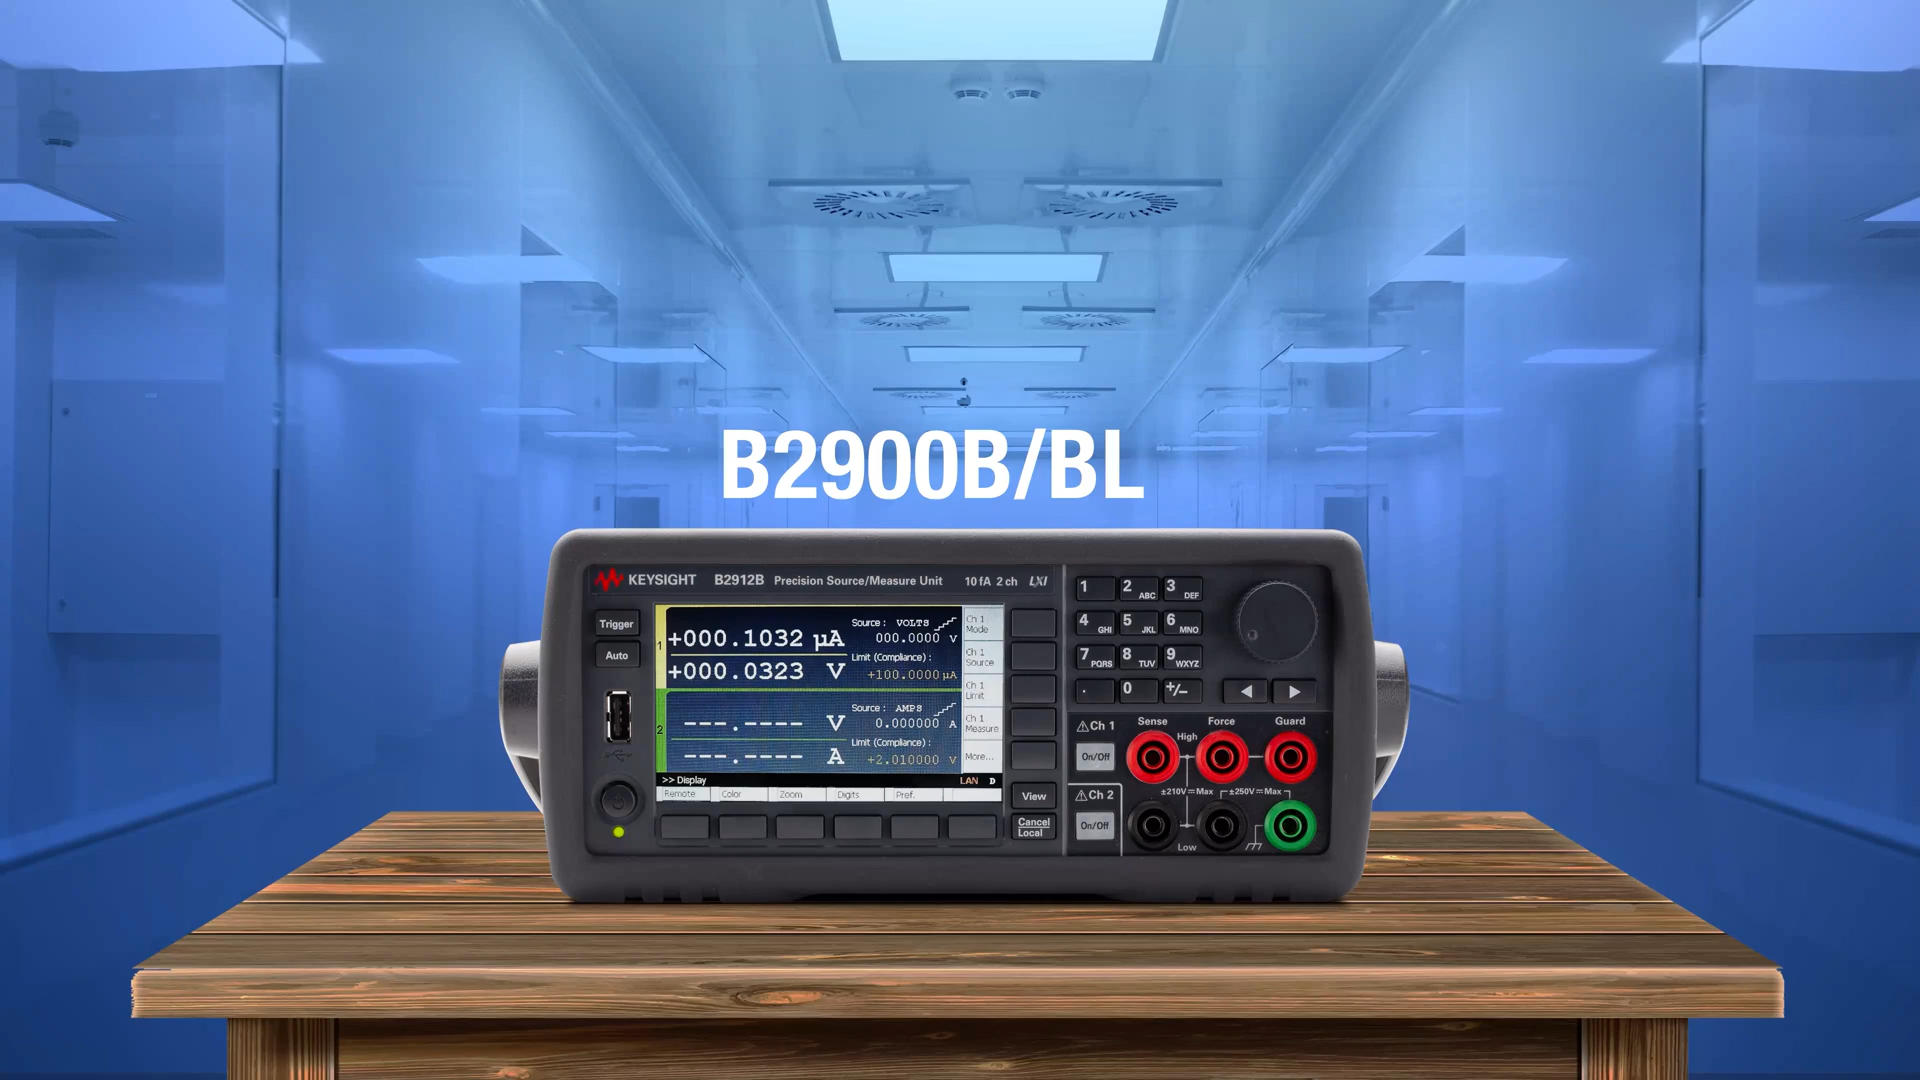 B2900B/BL
KEYSIGHT B2912B Precision Source/Measure Unit 10 fA 2 ch LXI
Trigger
Auto
1
+000.1032 µA
+000.0323 V
Source : VOLTS
000.0000 V
Limit (Compliance) :
+100.0000 µA
2
---.---- V
---.---- A
Source : AMPS
0.000000 A
Limit (Compliance) :
+2.010000 V
Ch 1
Mode
Ch 1
Source
Ch 1
Limit
Ch 1
Measure
More...
>> Display
LAN D
Remote Color Zoom Digits Pref.
View
Cancel
Local
1 2 ABC 3 DEF
4 GHI 5 JKL 6 MNO
7 PQRS 8 TUV 9 WXYZ
. 0 +/−
◀ ▶
⚠Ch 1
On/Off
Sense Force Guard
High
±210V⎓Max ±250V⎓Max
⚠Ch 2
On/Off
Low